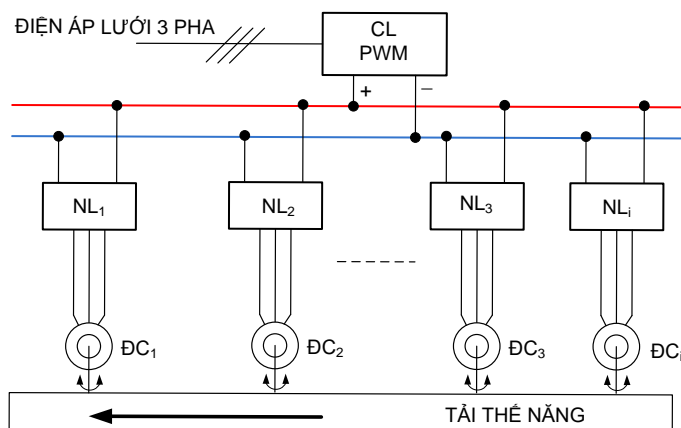 ĐIỆN ÁP LƯỚI 3 PHA
CL
PWM
+ –
NL₁ NL₂ NL₃ NLᵢ
ĐC₁ ĐC₂ ĐC₃ ĐCᵢ
TẢI THẾ NĂNG